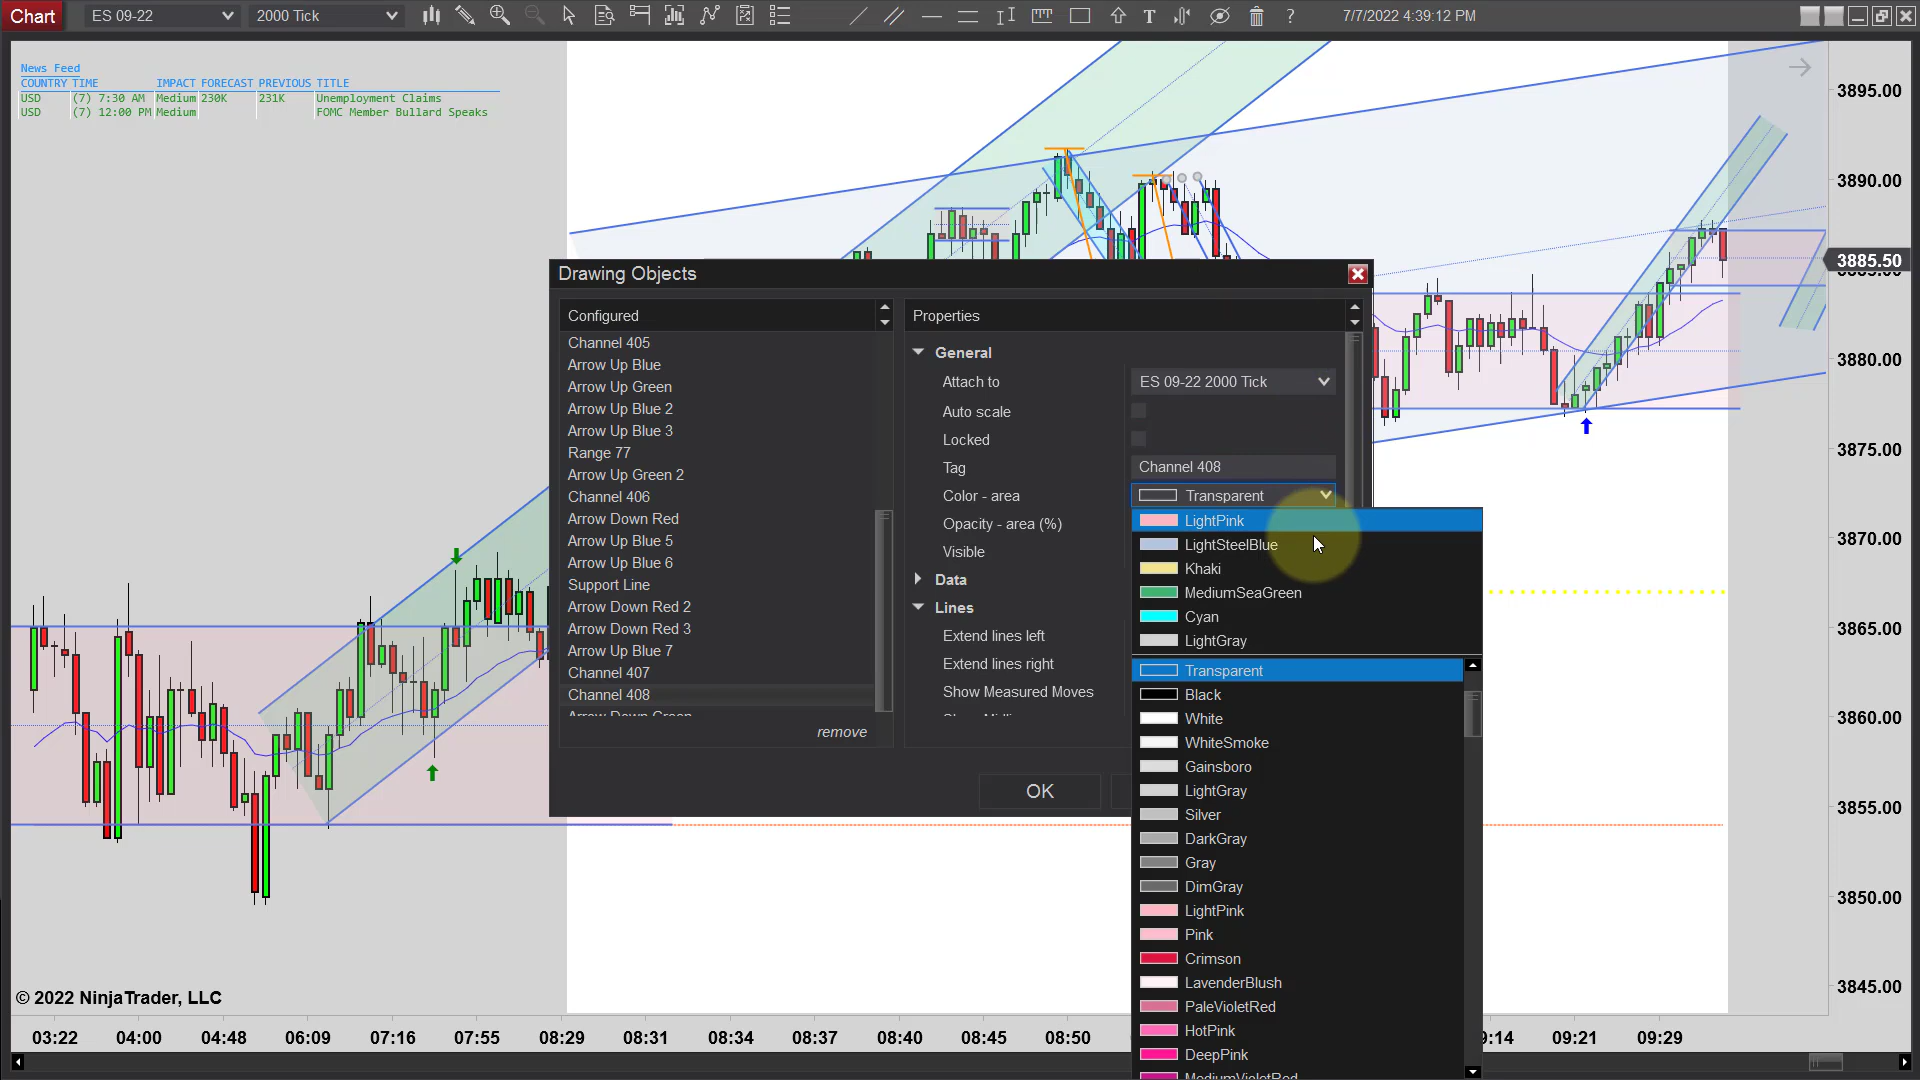 Chart
ES 09-22
2000 Tick
T
?
7/7/2022 4:39:12 PM
News Feed
COUNTRY TIME IMPACT FORECAST PREVIOUS TITLE
USD (7) 7:30 AM Medium 230K 231K Unemployment Claims
USD (7) 12:00 PM Medium FOMC Member Bullard Speaks
3895.00
3890.00
3885.50
3880.00
3875.00
3870.00
3865.00
3860.00
3855.00
3850.00
3845.00
Drawing Objects
Configured
Channel 405
Arrow Up Blue
Arrow Up Green
Arrow Up Blue 2
Arrow Up Blue 3
Range 77
Arrow Up Green 2
Channel 406
Arrow Down Red
Arrow Up Blue 5
Arrow Up Blue 6
Support Line
Arrow Down Red 2
Arrow Down Red 3
Arrow Up Blue 7
Channel 407
Channel 408
Arrow Down Green
remove
Properties
General
Attach to ES 09-22 2000 Tick
Auto scale
Locked
Tag Channel 408
Color - area Transparent
Opacity - area (%)
Visible
Data
Lines
Extend lines left
Extend lines right
Show Measured Moves
OK
LightPink
LightSteelBlue
Khaki
MediumSeaGreen
Cyan
LightGray
Transparent
Black
White
WhiteSmoke
Gainsboro
LightGray
Silver
DarkGray
Gray
DimGray
LightPink
Pink
Crimson
LavenderBlush
PaleVioletRed
HotPink
DeepPink
MediumVioletRed
© 2022 NinjaTrader, LLC
03:22 04:00 04:48 06:09 07:16 07:55 08:29 08:31 08:34 08:37 08:40 08:45 08:50 9:14 09:21 09:29